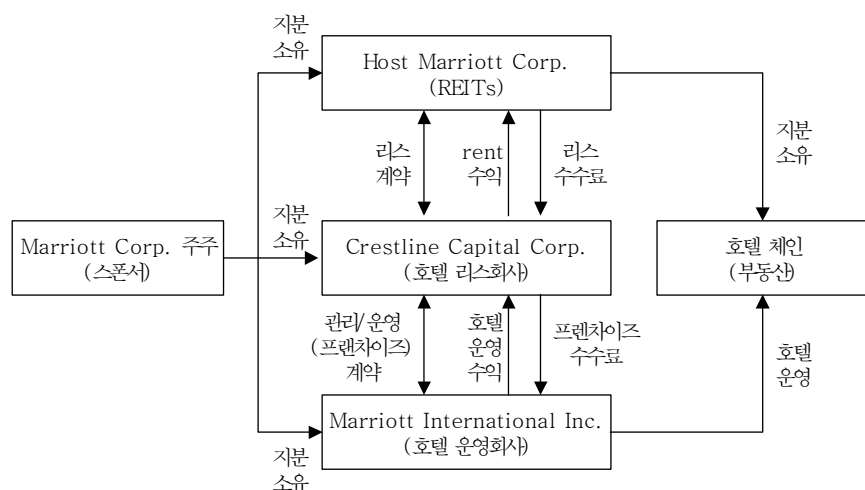 지분
소유
Host Marriott Corp.
(REITs)
리스
계약
rent
수익
리스
수수료
지분
소유
지분
소유
Marriott Corp. 주주
(스폰서)
Crestline Capital Corp.
(호텔 리스회사)
호텔 체인
(부동산)
관리/운영
(프랜차이즈)
계약
호텔
운영
수익
프렌차이즈
수수료
호텔
운영
Marriott International Inc.
(호텔 운영회사)
지분
소유